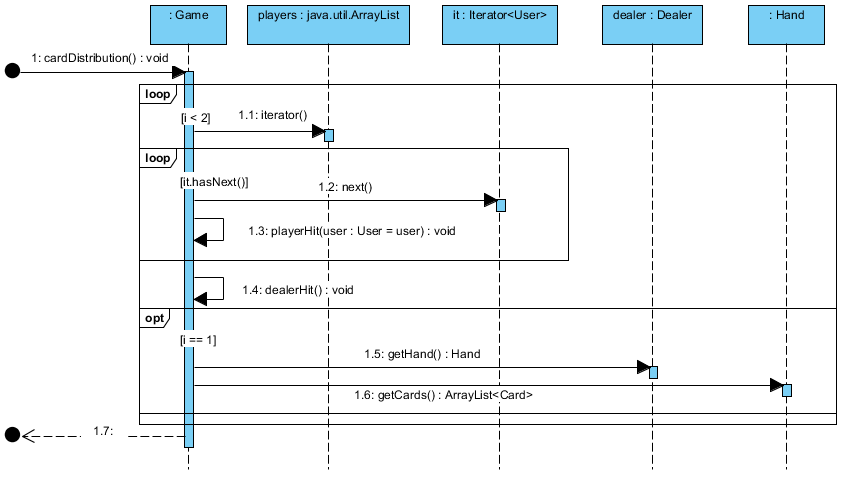 : Game
players : java.util.ArrayList
it : Iterator<User>
dealer : Dealer
: Hand
1: cardDistribution() : void
loop
[i < 2]
1.1: iterator()
loop
[it.hasNext()]
1.2: next()
1.3: playerHit(user : User = user) : void
1.4: dealerHit() : void
opt
[i == 1]
1.5: getHand() : Hand
1.6: getCards() : ArrayList<Card>
1.7: